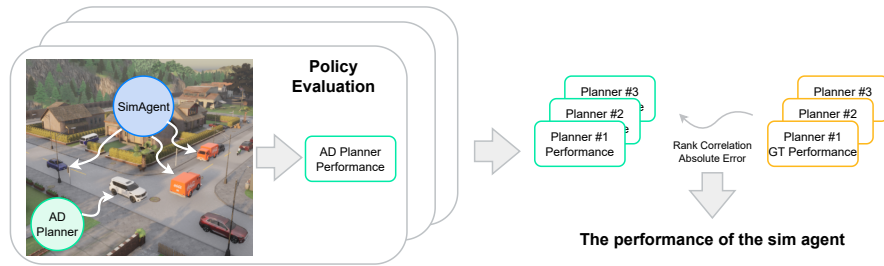 SimAgent
AD
Planner
Policy
Evaluation
AD Planner
Performance
Planner #3
e
Planner #2
e
Planner #1
Performance
Rank Correlation
Absolute Error
Planner #3
Planner #2
Planner #1
GT Performance
The performance of the sim agent